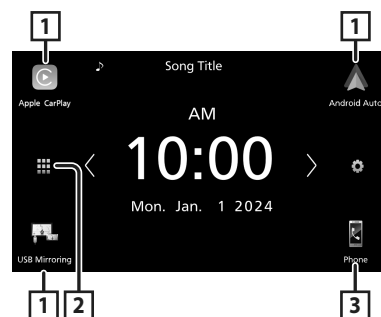 1
1
♪ Song Title
Apple CarPlay
Android Auto
AM
10:00
Mon. Jan. 1 2024
USB Mirroring
Phone
1
2
3